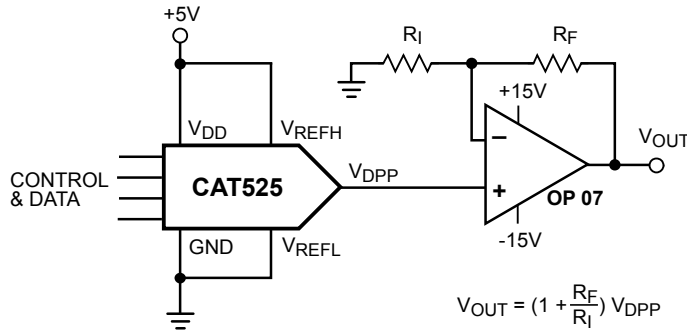 +5V
R_I
R_F
+15V
V_DD
V_REFH
V_OUT
CONTROL
& DATA
CAT525
V_DPP
−
+
OP 07
GND
V_REFL
-15V
V_OUT = (1 + R_F/R_I) V_DPP